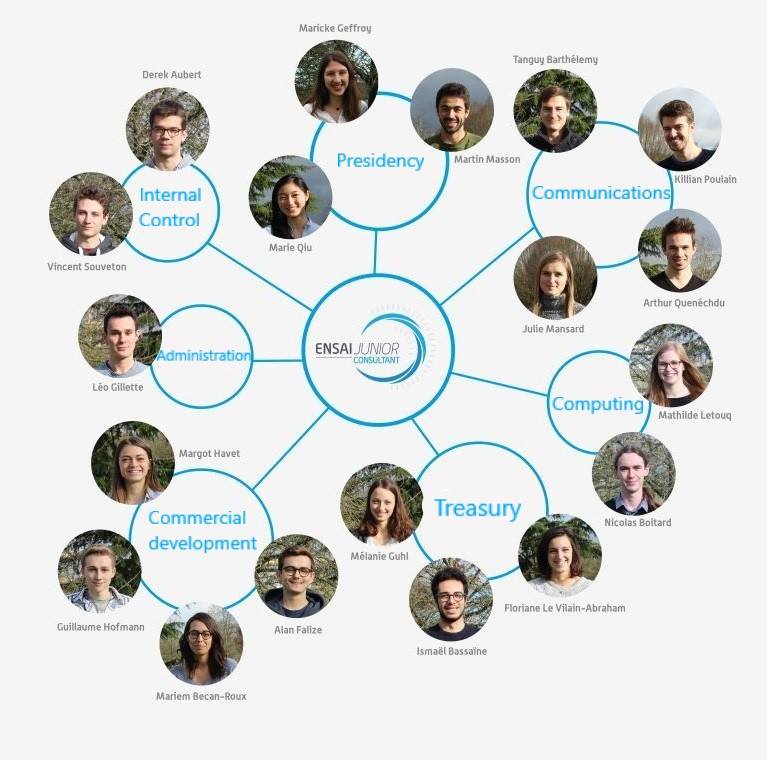 Maricke Geffroy
Tanguy Barthélemy
Derek Aubert
Presidency
Martin Masson
Killian Poulain
Internal
Control
Communications
Marie Qiu
Vincent Souveton
Arthur Quenéchdu
Julie Mansard
ENSAI JUNIOR
CONSULTANT
Administration
Léo Gillette
Computing
Mathilde Letouq
Margot Havet
Treasury
Commercial
development
Nicolas Boitard
Mélanie Guhl
Floriane Le Vilain-Abraham
Guillaume Hofmann
Alan Falize
Ismaël Bassaïne
Mariem Becan-Roux